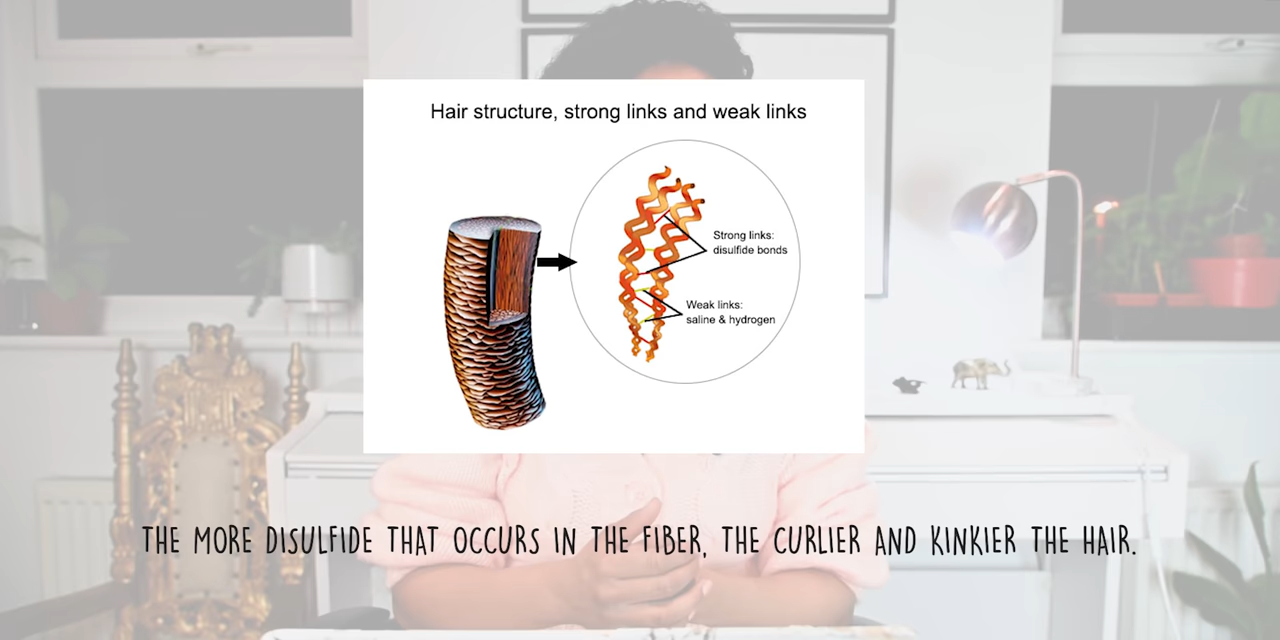 Hair structure, strong links and weak links
Strong links:
disulfide bonds
Weak links:
saline & hydrogen
THE MORE DISULFIDE THAT OCCURS IN THE FIBER, THE CURLIER AND KINKIER THE HAIR.